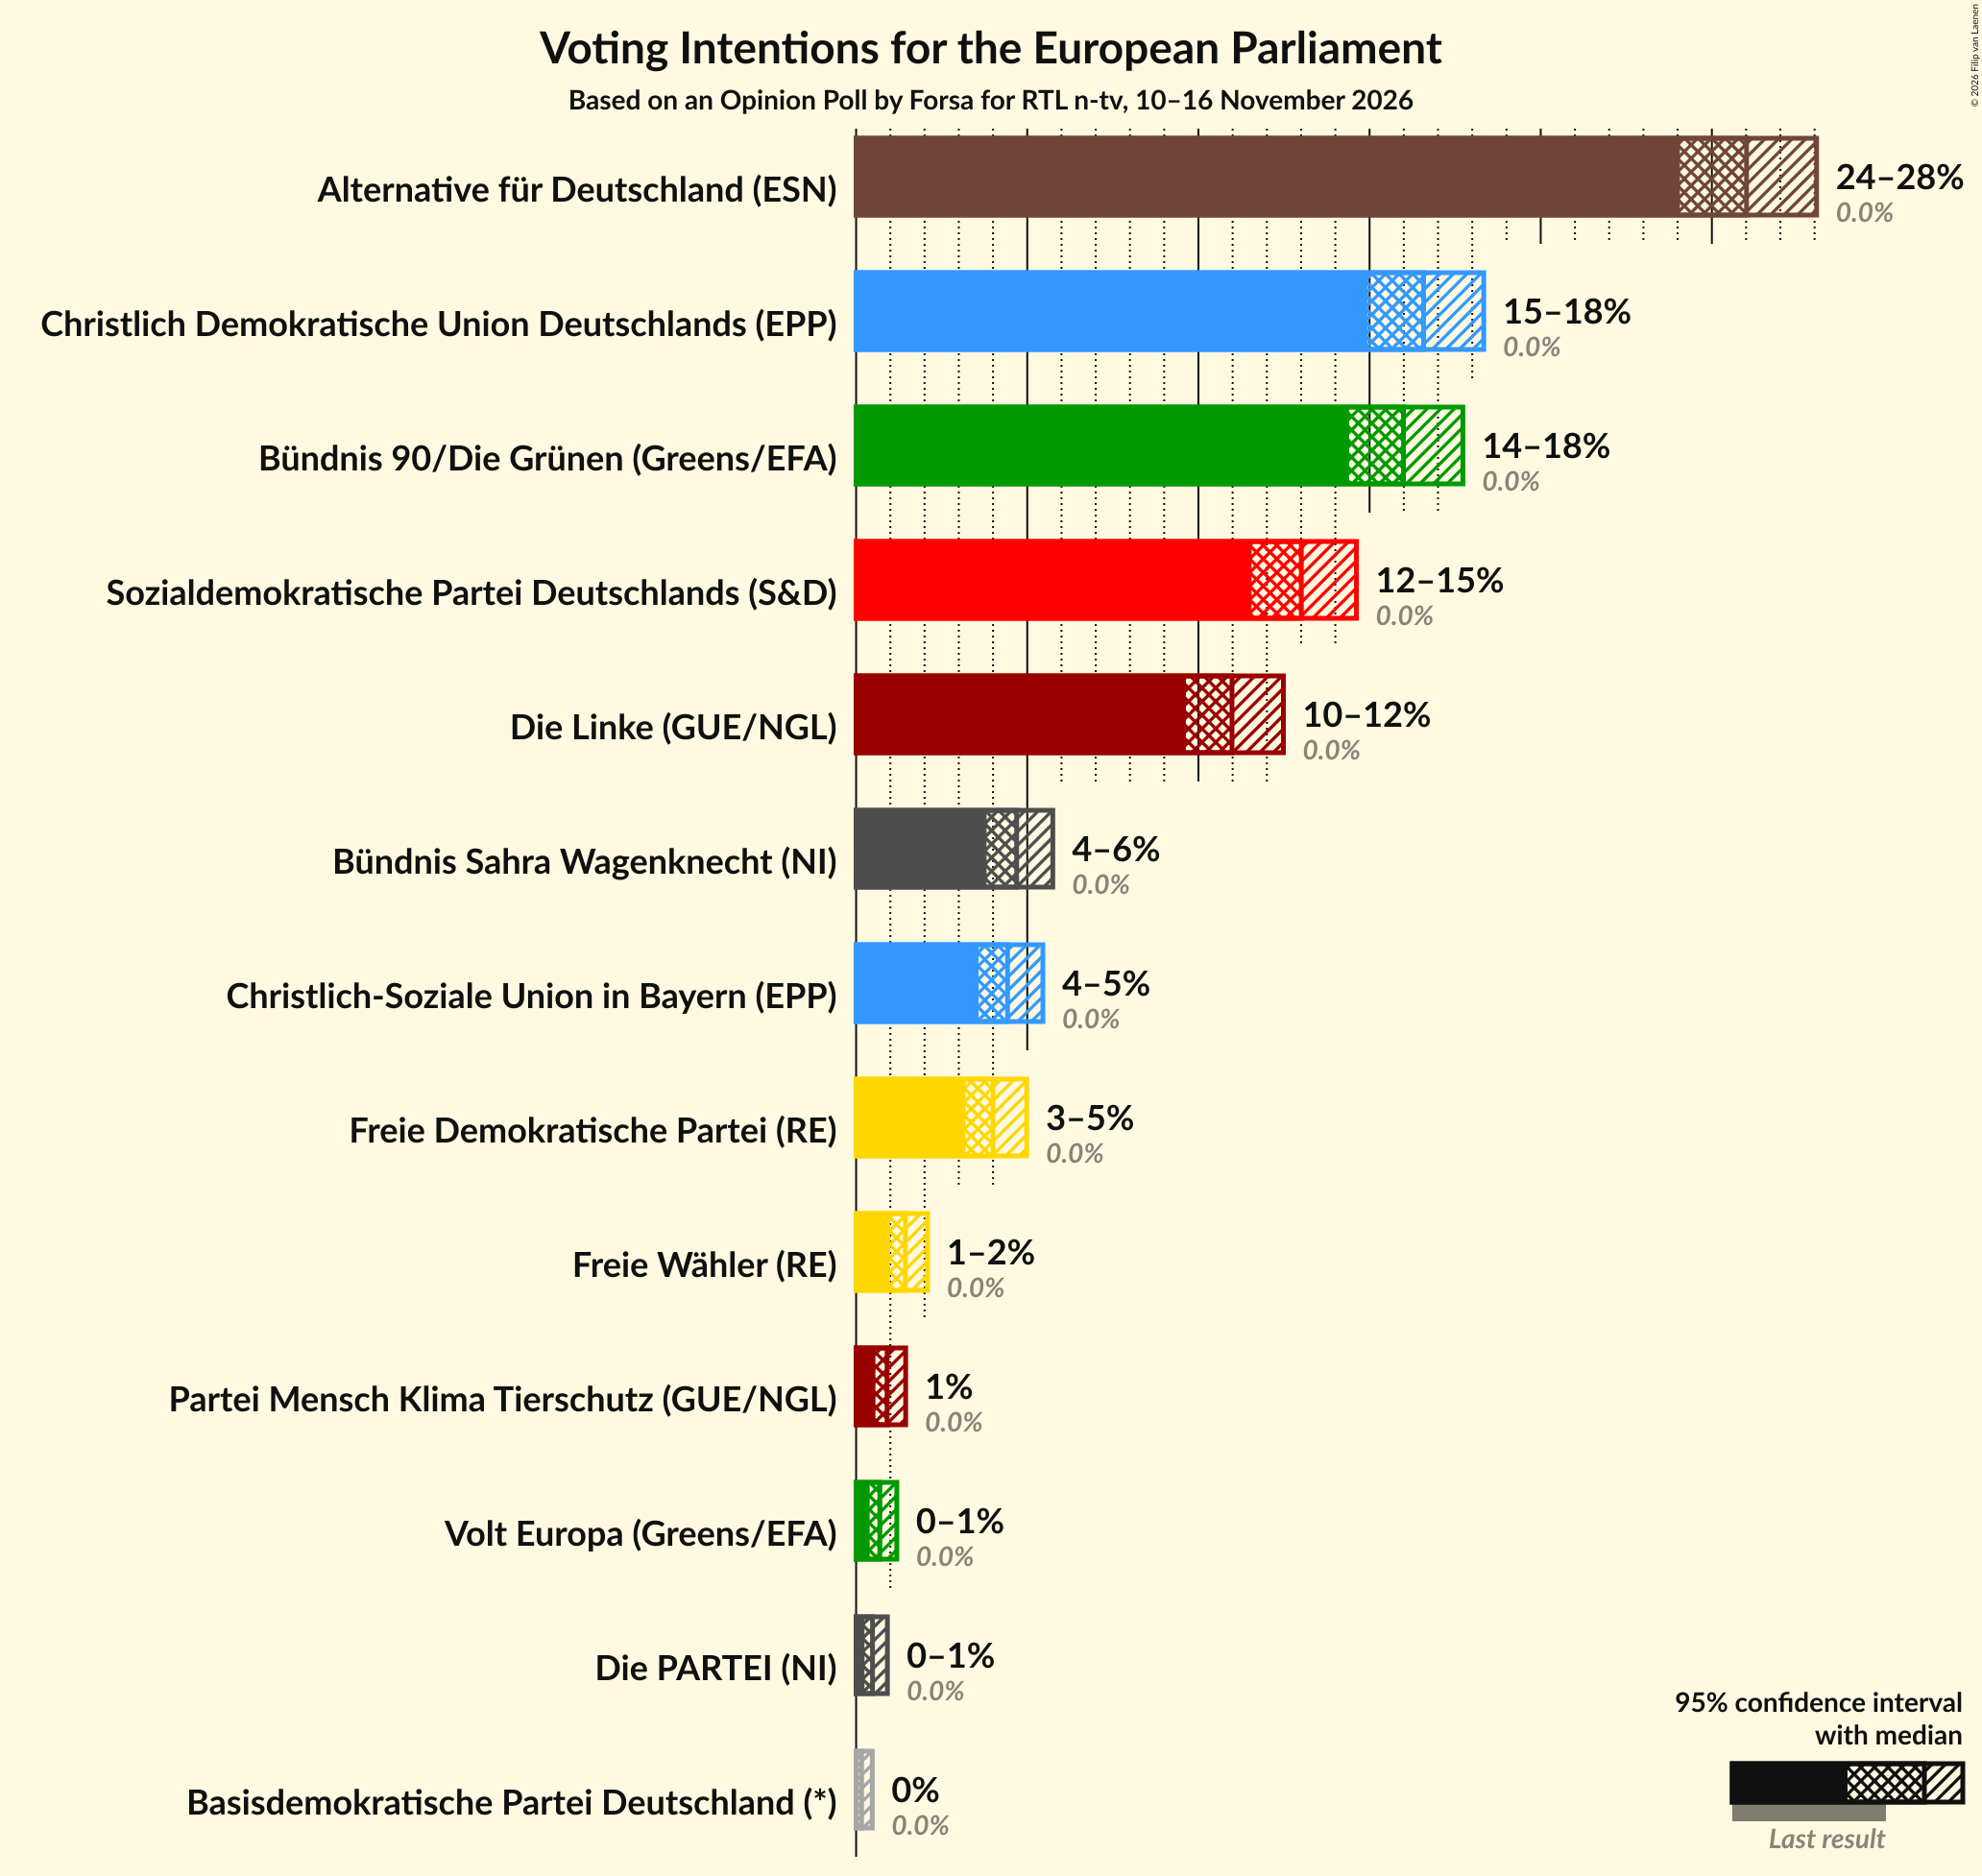 Voting Intentions for the European Parliament
Based on an Opinion Poll by Forsa for RTL n-tv, 10–16 November 2026
© 2026 Filip van Laenen
Alternative für Deutschland (ESN)
24–28%
0.0%
Christlich Demokratische Union Deutschlands (EPP)
15–18%
0.0%
Bündnis 90/Die Grünen (Greens/EFA)
14–18%
0.0%
Sozialdemokratische Partei Deutschlands (S&D)
12–15%
0.0%
Die Linke (GUE/NGL)
10–12%
0.0%
Bündnis Sahra Wagenknecht (NI)
4–6%
0.0%
Christlich-Soziale Union in Bayern (EPP)
4–5%
0.0%
Freie Demokratische Partei (RE)
3–5%
0.0%
Freie Wähler (RE)
1–2%
0.0%
Partei Mensch Klima Tierschutz (GUE/NGL)
1%
0.0%
Volt Europa (Greens/EFA)
0–1%
0.0%
Die PARTEI (NI)
0–1%
0.0%
Basisdemokratische Partei Deutschland (*)
0%
0.0%
95% confidence interval
with median
Last result